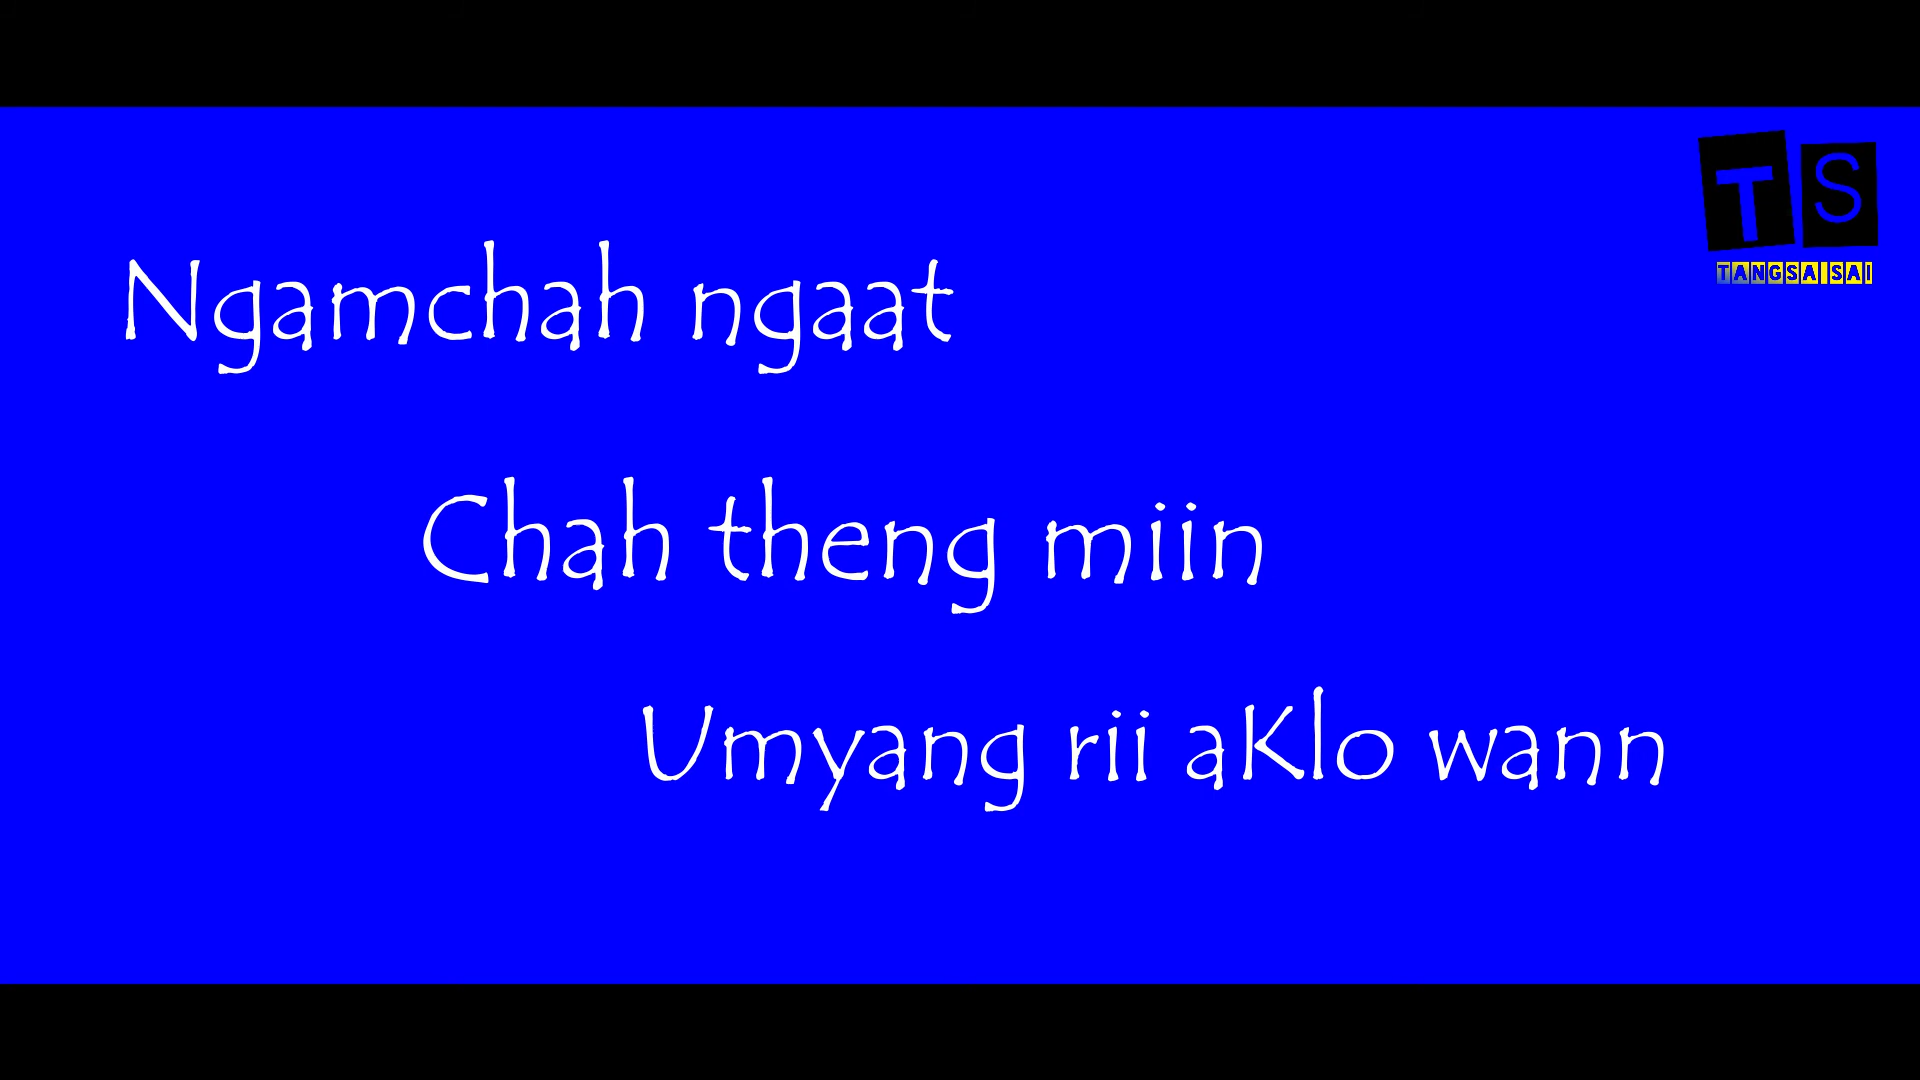 TS
TANGSAISAI
Ngamchah ngaat
Chah theng miin
Umyang rii aKlo wann